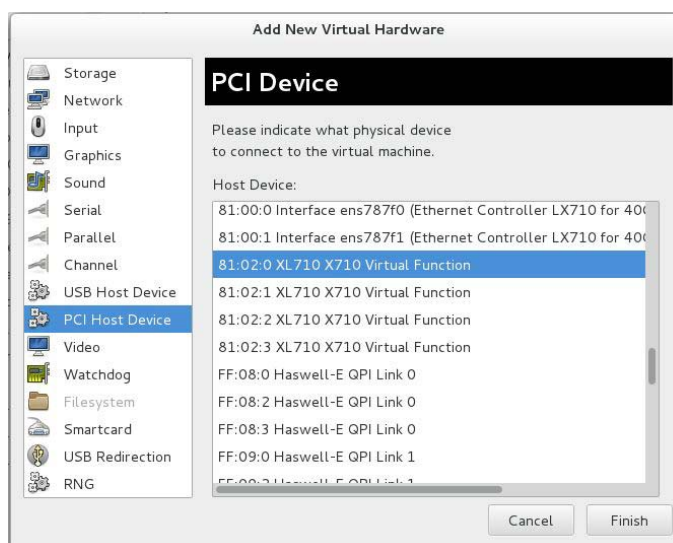 Add New Virtual Hardware
Storage
Network
Input
Graphics
Sound
Serial
Parallel
Channel
USB Host Device
PCI Host Device
Video
Watchdog
Filesystem
Smartcard
USB Redirection
RNG
PCI Device
Please indicate what physical device
to connect to the virtual machine.
Host Device:
81:00:0 Interface ens787f0 (Ethernet Controller LX710 for 40G
81:00:1 Interface ens787f1 (Ethernet Controller LX710 for 40G
81:02:0 XL710 X710 Virtual Function
81:02:1 XL710 X710 Virtual Function
81:02:2 XL710 X710 Virtual Function
81:02:3 XL710 X710 Virtual Function
FF:08:0 Haswell-E QPI Link 0
FF:08:2 Haswell-E QPI Link 0
FF:08:3 Haswell-E QPI Link 0
FF:09:0 Haswell-E QPI Link 1
Cancel
Finish